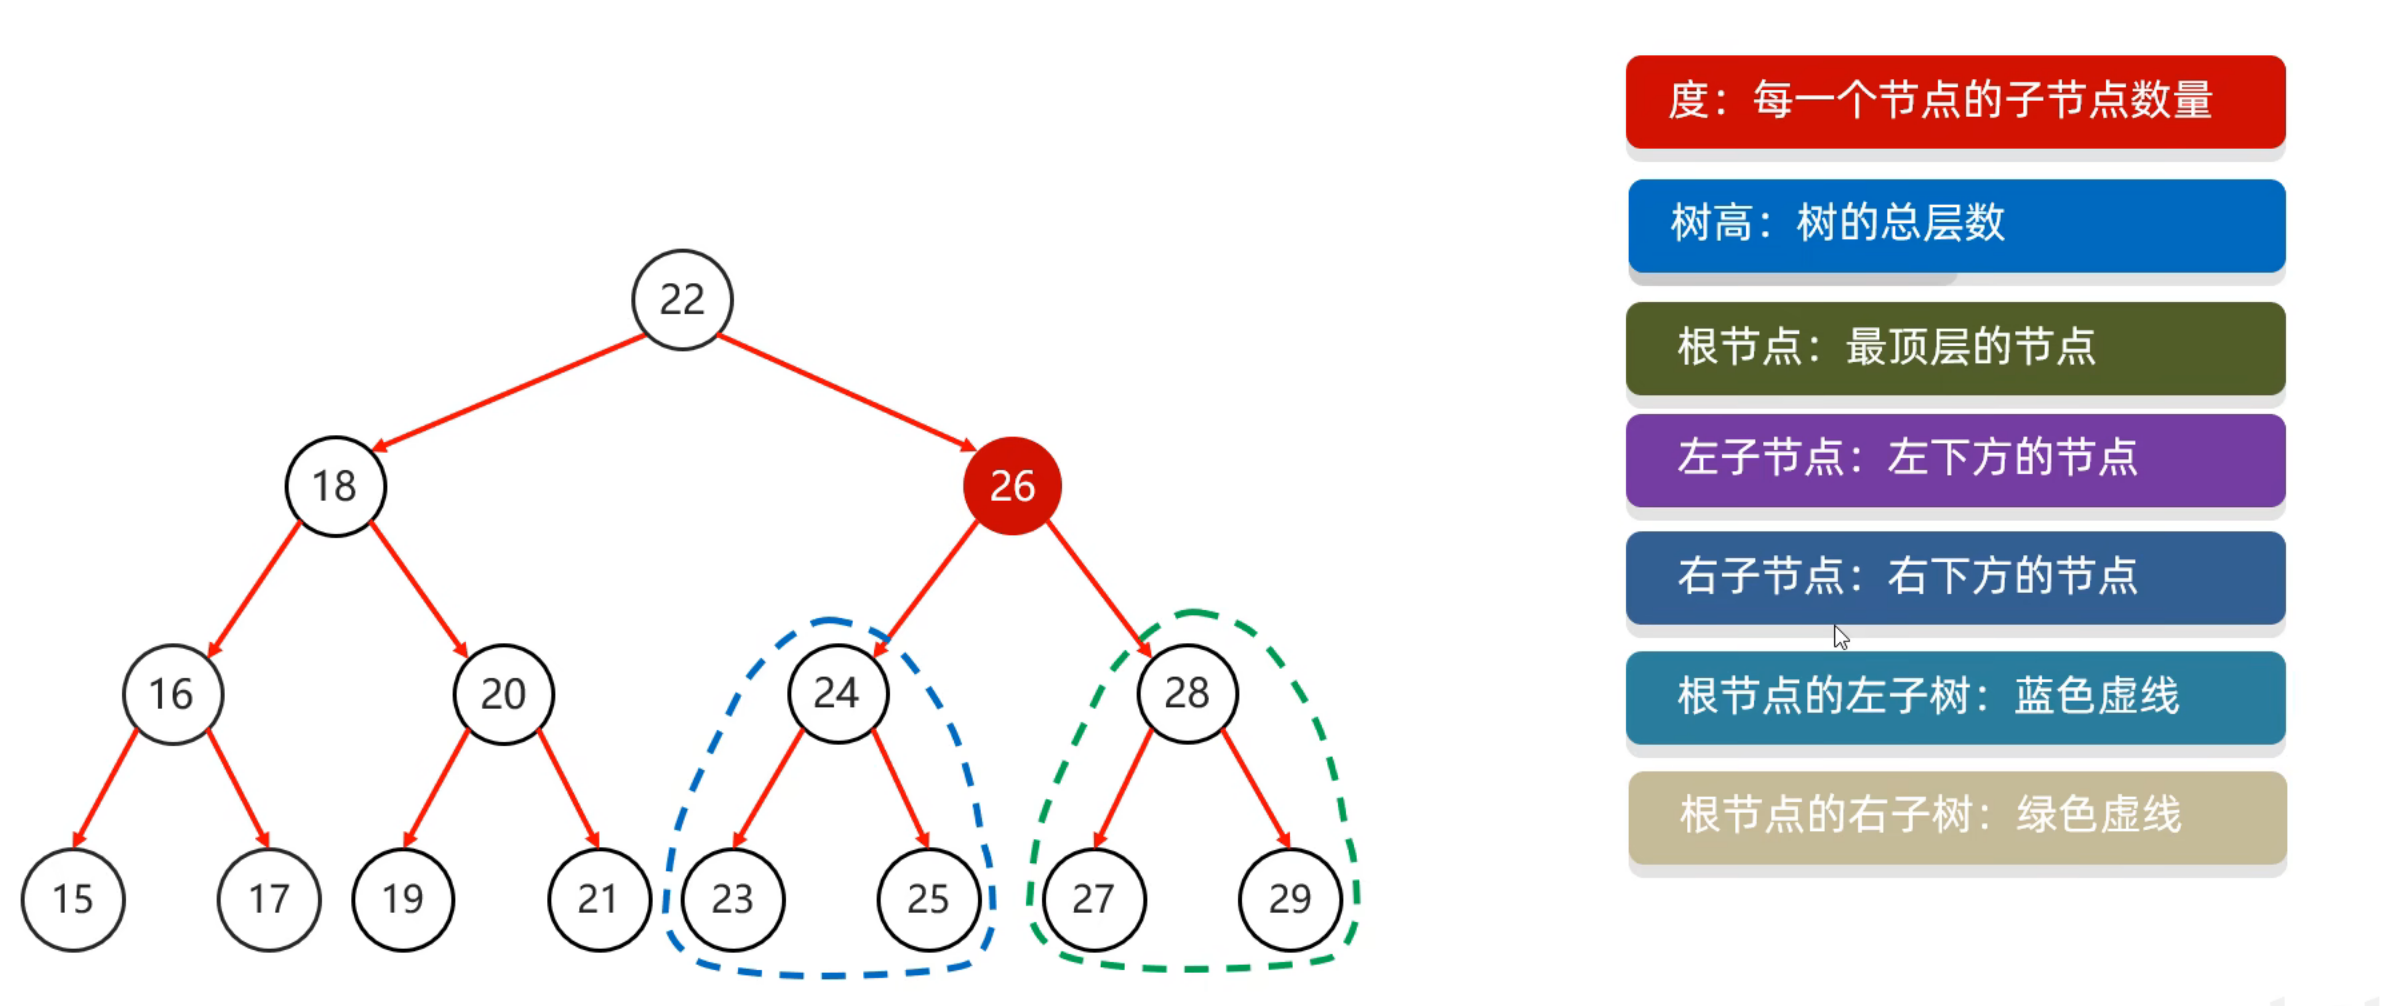 度：每一个节点的子节点数量
树高：树的总层数
根节点：最顶层的节点
左子节点：左下方的节点
右子节点：右下方的节点
根节点的左子树：蓝色虚线
根节点的右子树：绿色虚线
22
18
26
16
20
24
28
15
17
19
21
23
25
27
29